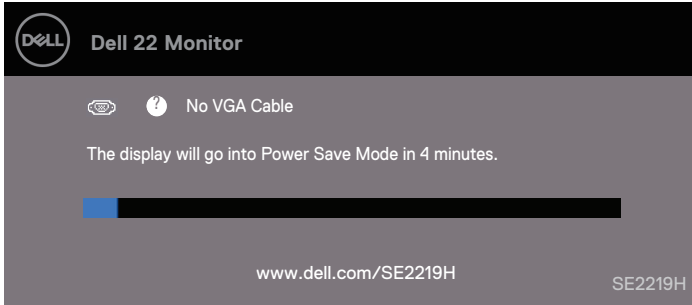 DELL
Dell 22 Monitor
? No VGA Cable
The display will go into Power Save Mode in 4 minutes.
www.dell.com/SE2219H
SE2219H